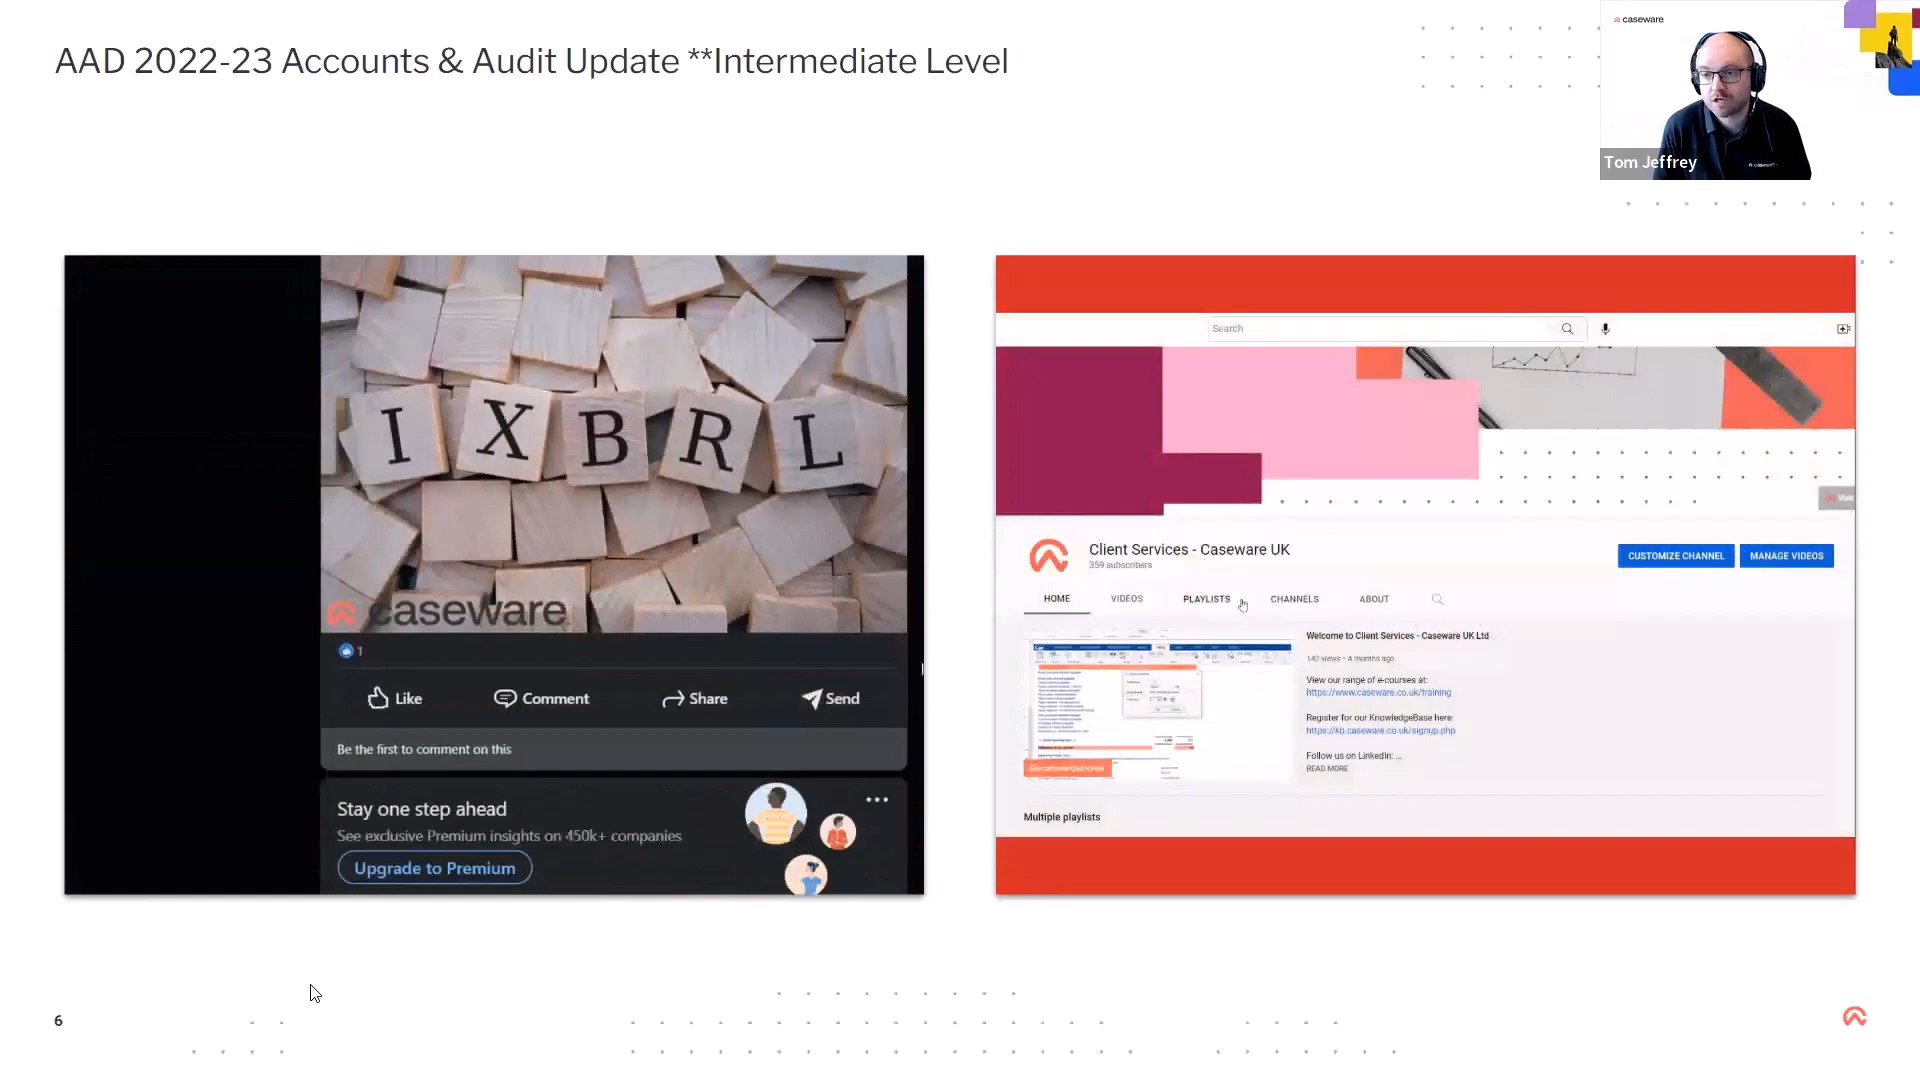 AAD 2022-23 Accounts & Audit Update **Intermediate Level
caseware
Tom Jeffrey
I X B R L
caseware
1
Like
Comment
Share
Send
Be the first to comment on this
Stay one step ahead
See exclusive Premium insights on 450k+ companies
Upgrade to Premium
Search
Client Services - Caseware UK
359 subscribers
CUSTOMIZE CHANNEL
MANAGE VIDEOS
HOME
VIDEOS
PLAYLISTS
CHANNELS
ABOUT
Welcome to Client Services - Caseware UK Ltd
142 views • 4 months ago
View our range of e-courses at:
https://www.caseware.co.uk/training
Register for our KnowledgeBase here:
https://kb.caseware.co.uk/signup.php
Follow us on LinkedIn: ...
READ MORE
Multiple playlists
6